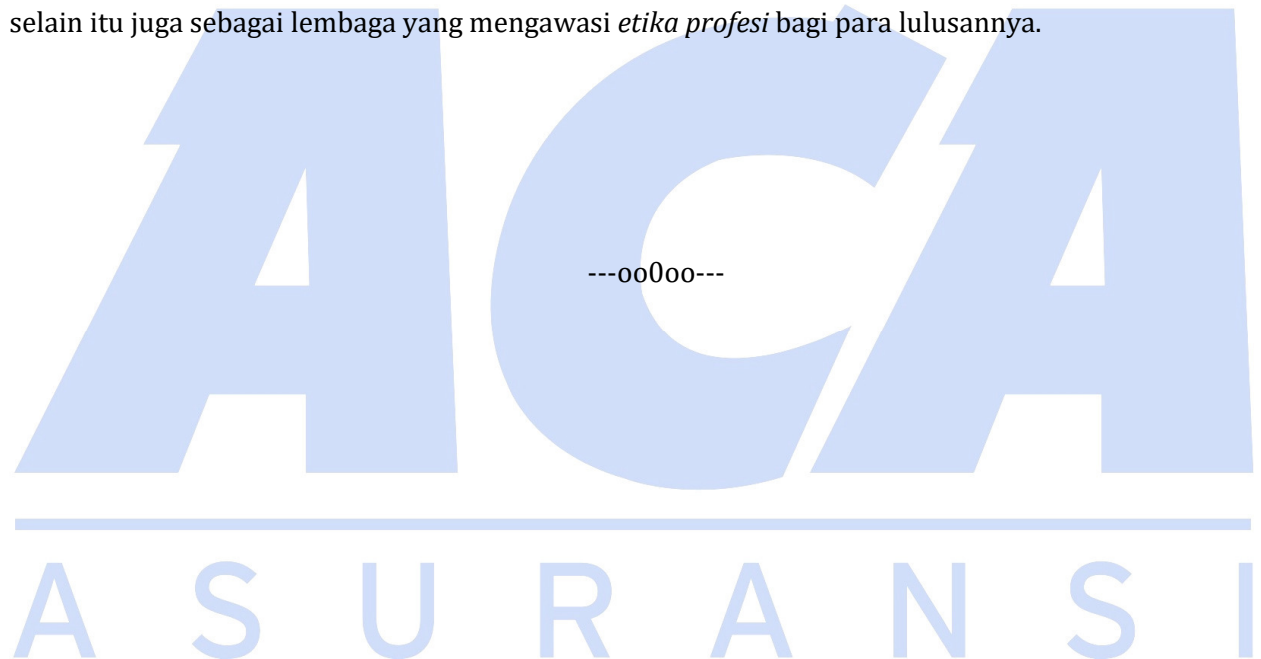 selain itu juga sebagai lembaga yang mengawasi etika profesi bagi para lulusannya.
---oo0oo---
ACA
ASURANSI